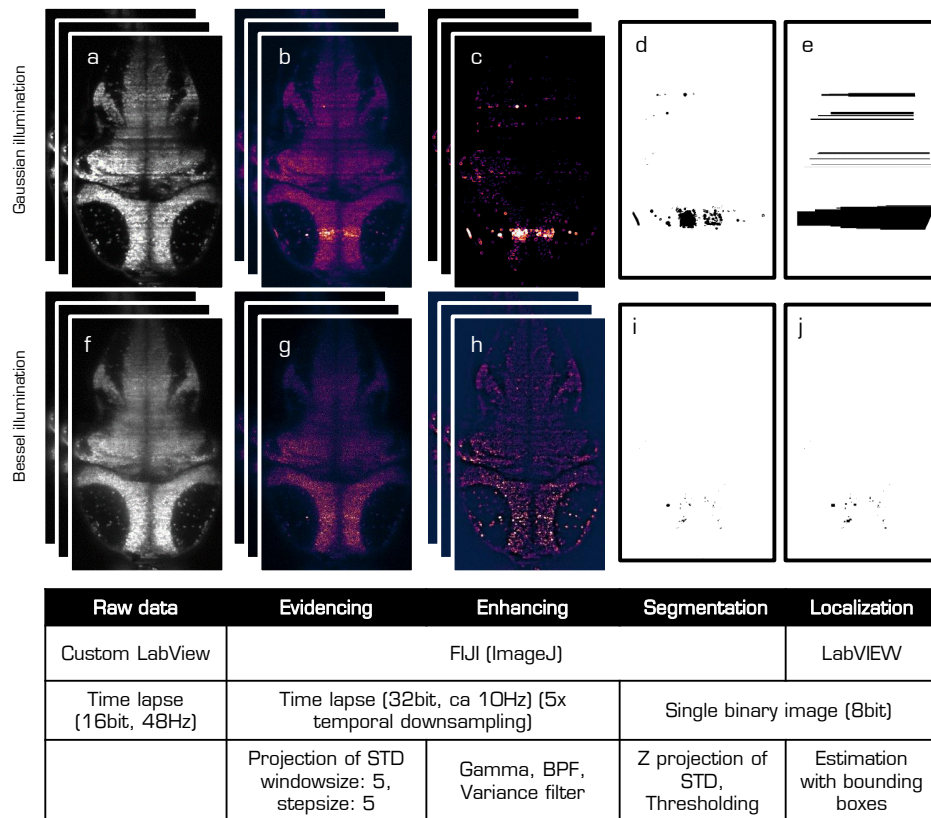 Gaussian illumination
a
b
c
d
e
Bessel illumination
f
g
h
i
j
Raw data
Evidencing
Enhancing
Segmentation
Localization
Custom LabView
FIJI (ImageJ)
LabVIEW
Time lapse
(16bit, 48Hz)
Time lapse (32bit, ca 10Hz) (5x
temporal downsampling)
Single binary image (8bit)
Projection of STD
windowsize: 5,
stepsize: 5
Gamma, BPF,
Variance filter
Z projection of
STD,
Thresholding
Estimation
with bounding
boxes